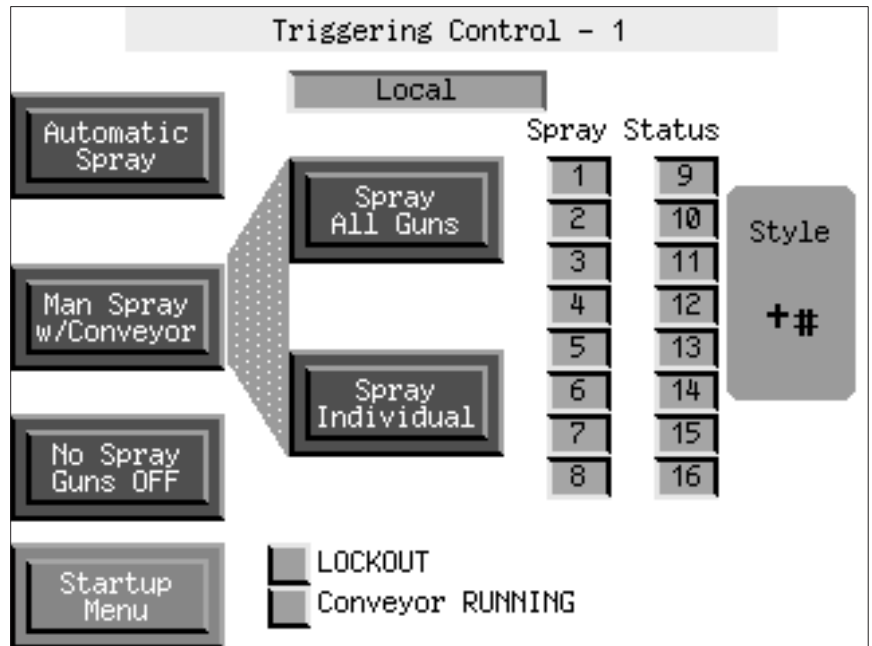 Triggering Control - 1
Local
Automatic
Spray
Man Spray
w/Conveyor
No Spray
Guns OFF
Startup
Menu
Spray
All Guns
Spray
Individual
Spray Status
1 9
2 10
3 11
4 12
5 13
6 14
7 15
8 16
Style
+#
LOCKOUT
Conveyor RUNNING